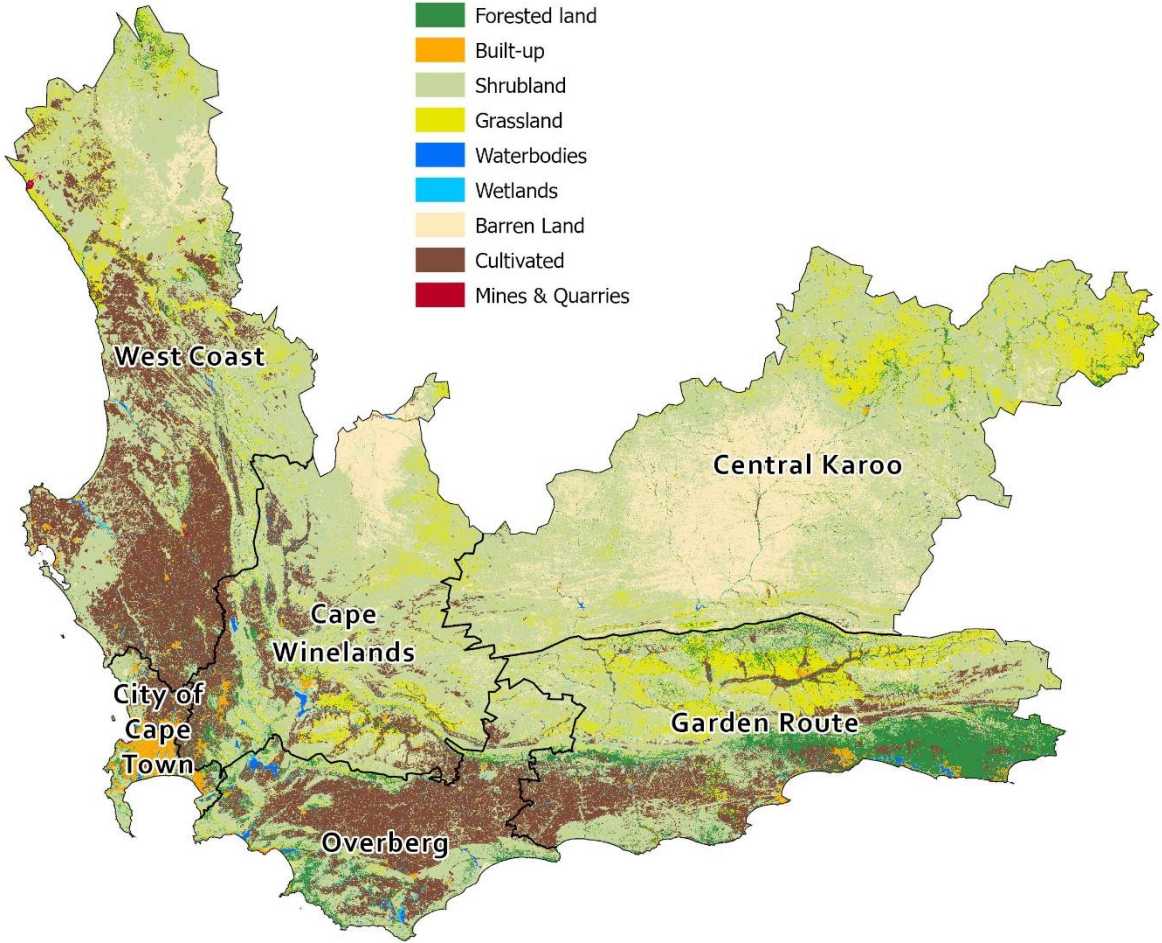 Forested land
Built-up
Shrubland
Grassland
Waterbodies
Wetlands
Barren Land
Cultivated
Mines & Quarries
West Coast
Central Karoo
Cape
Winelands
City of
Cape
Town
Garden Route
Overberg